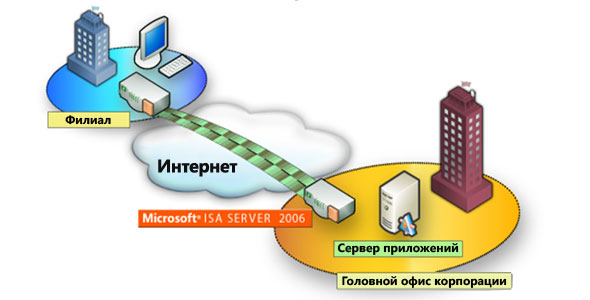 Филиал
Интернет
Microsoft® ISA SERVER 2006
Сервер приложений
Головной офис корпорации